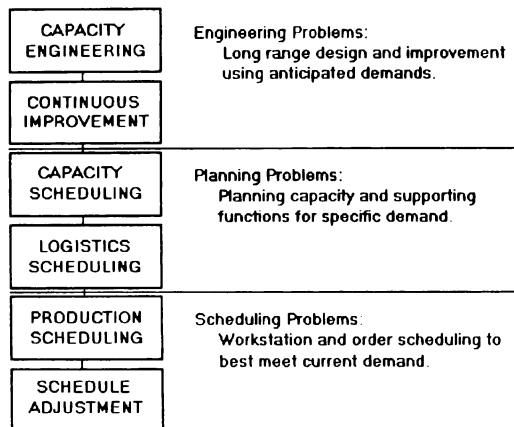 CAPACITY
ENGINEERING
Engineering Problems:
Long range design and improvement
using anticipated demands.
CONTINUOUS
IMPROVEMENT
CAPACITY
SCHEDULING
Planning Problems:
Planning capacity and supporting
functions for specific demand.
LOGISTICS
SCHEDULING
PRODUCTION
SCHEDULING
Scheduling Problems:
Workstation and order scheduling to
best meet current demand.
SCHEDULE
ADJUSTMENT